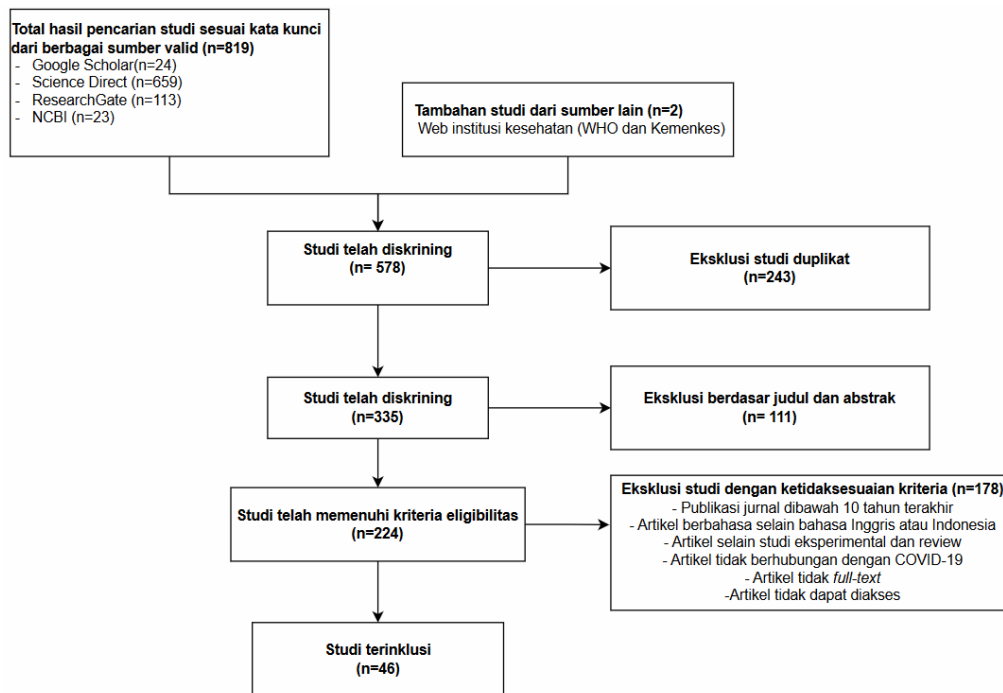 Total hasil pencarian studi sesuai kata kunci
dari berbagai sumber valid (n=819)
- Google Scholar(n=24)
- Science Direct (n=659)
- ResearchGate (n=113)
- NCBI (n=23)
Tambahan studi dari sumber lain (n=2)
Web institusi kesehatan (WHO dan Kemenkes)
Studi telah diskrining
(n= 578)
Eksklusi studi duplikat
(n=243)
Studi telah diskrining
(n=335)
Eksklusi berdasar judul dan abstrak
(n= 111)
Studi telah memenuhi kriteria eligibilitas
(n=224)
Eksklusi studi dengan ketidaksesuaian kriteria (n=178)
- Publikasi jurnal dibawah 10 tahun terakhir
- Artikel berbahasa selain bahasa Inggris atau Indonesia
- Artikel selain studi eksperimental dan review
- Artikel tidak berhubungan dengan COVID-19
- Artikel tidak full-text
-Artikel tidak dapat diakses
Studi terinklusi
(n=46)